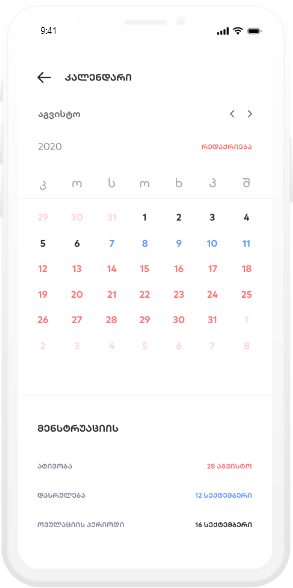 9:41
კალენდარი
აგვისტო
2020 რედაქრიება
კ ო ს ო ხ პ შ
29 30 31 1 2 3 4
5 6 7 8 9 10 11
12 13 14 15 16 17 18
19 20 21 22 23 24 25
26 27 28 29 30 31 1
2 3 4 5 6 7 8
მენსტრუაციის
ატივობა 28 აგვისტო
დასრულება 12 სექტემბერი
ოვულაციის პერიოდი 16 სექტემბერი